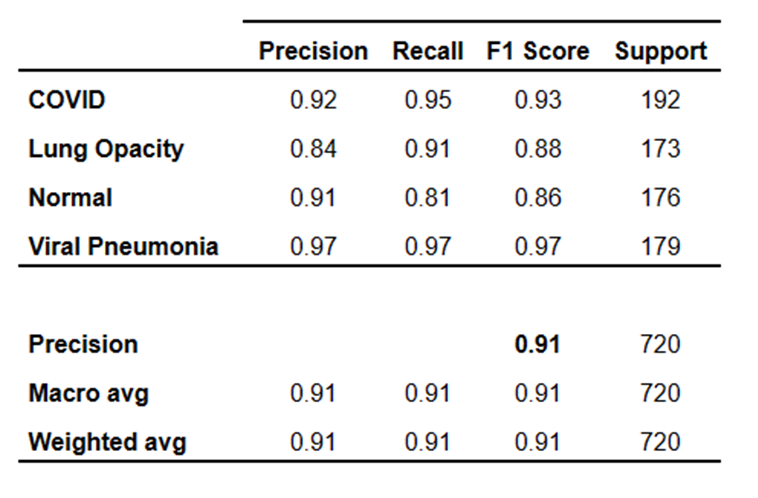 Precision Recall F1 Score Support
COVID 0.92 0.95 0.93 192
Lung Opacity 0.84 0.91 0.88 173
Normal 0.91 0.81 0.86 176
Viral Pneumonia 0.97 0.97 0.97 179
Precision 0.91 720
Macro avg 0.91 0.91 0.91 720
Weighted avg 0.91 0.91 0.91 720